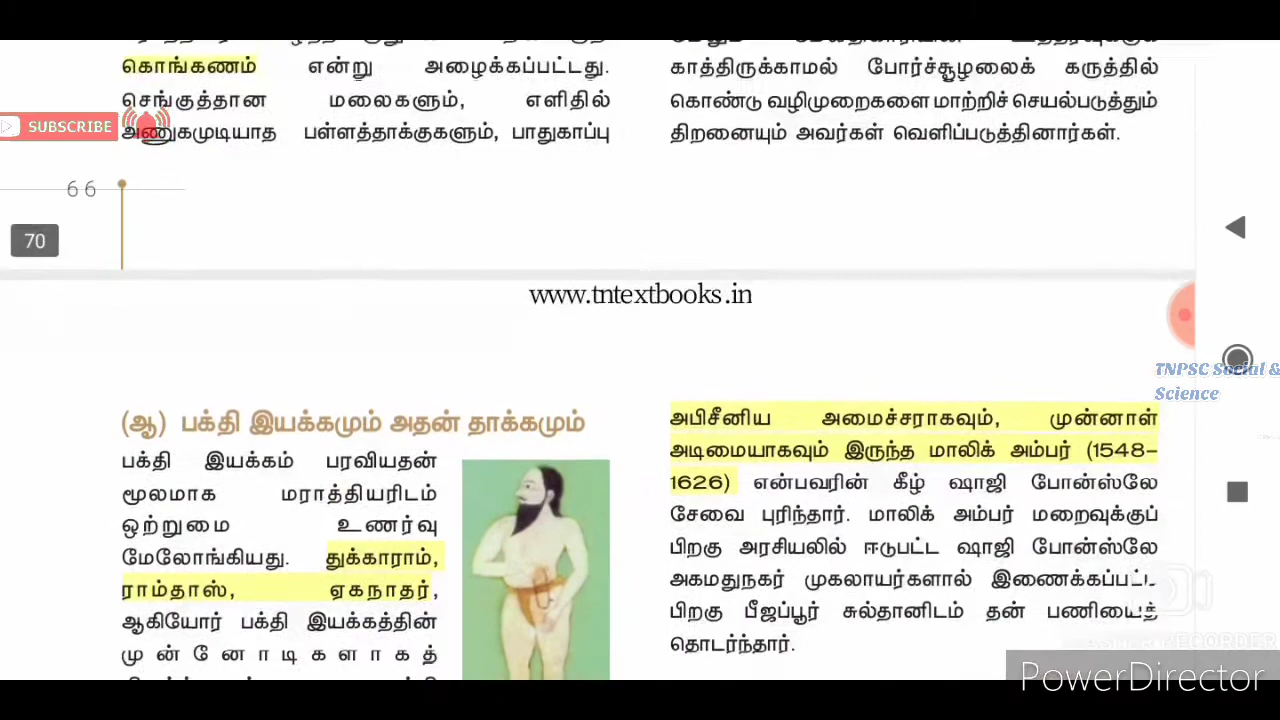 கொங்கணம் என்று அழைக்கப்பட்டது.
செங்குத்தான மலைகளும், எளிதில்
அணுகமுடியாத பள்ளத்தாக்குகளும், பாதுகாப்பு
காத்திருக்காமல் போர்ச்சூழலைக் கருத்தில்
கொண்டு வழிமுறைகளை மாற்றிச் செயல்படுத்தும்
திறனையும் அவர்கள் வெளிப்படுத்தினார்கள்.
SUBSCRIBE
66
70
www.tntextbooks.in
TNPSC Social &
Science
(ஆ) பக்தி இயக்கமும் அதன் தாக்கமும்
பக்தி இயக்கம் பரவியதன்
மூலமாக மராத்தியரிடம்
ஒற்றுமை உணர்வு
மேலோங்கியது. துக்காராம்,
ராம்தாஸ், ஏகநாதர்,
ஆகியோர் பக்தி இயக்கத்தின்
முன்னோடிகளாகத்
அபிசீனிய அமைச்சராகவும், முன்னாள்
அடிமையாகவும் இருந்த மாலிக் அம்பர் (1548–
1626) என்பவரின் கீழ் ஷாஜி போன்ஸ்லே
சேவை புரிந்தார். மாலிக் அம்பர் மறைவுக்குப்
பிறகு அரசியலில் ஈடுபட்ட ஷாஜி போன்ஸ்லே
அகமதுநகர் முகலாயர்களால் இணைக்கப்பட்ட
பிறகு பீஜப்பூர் சுல்தானிடம் தன் பணியைத்
தொடர்ந்தார்.
RECORDER
PowerDirector